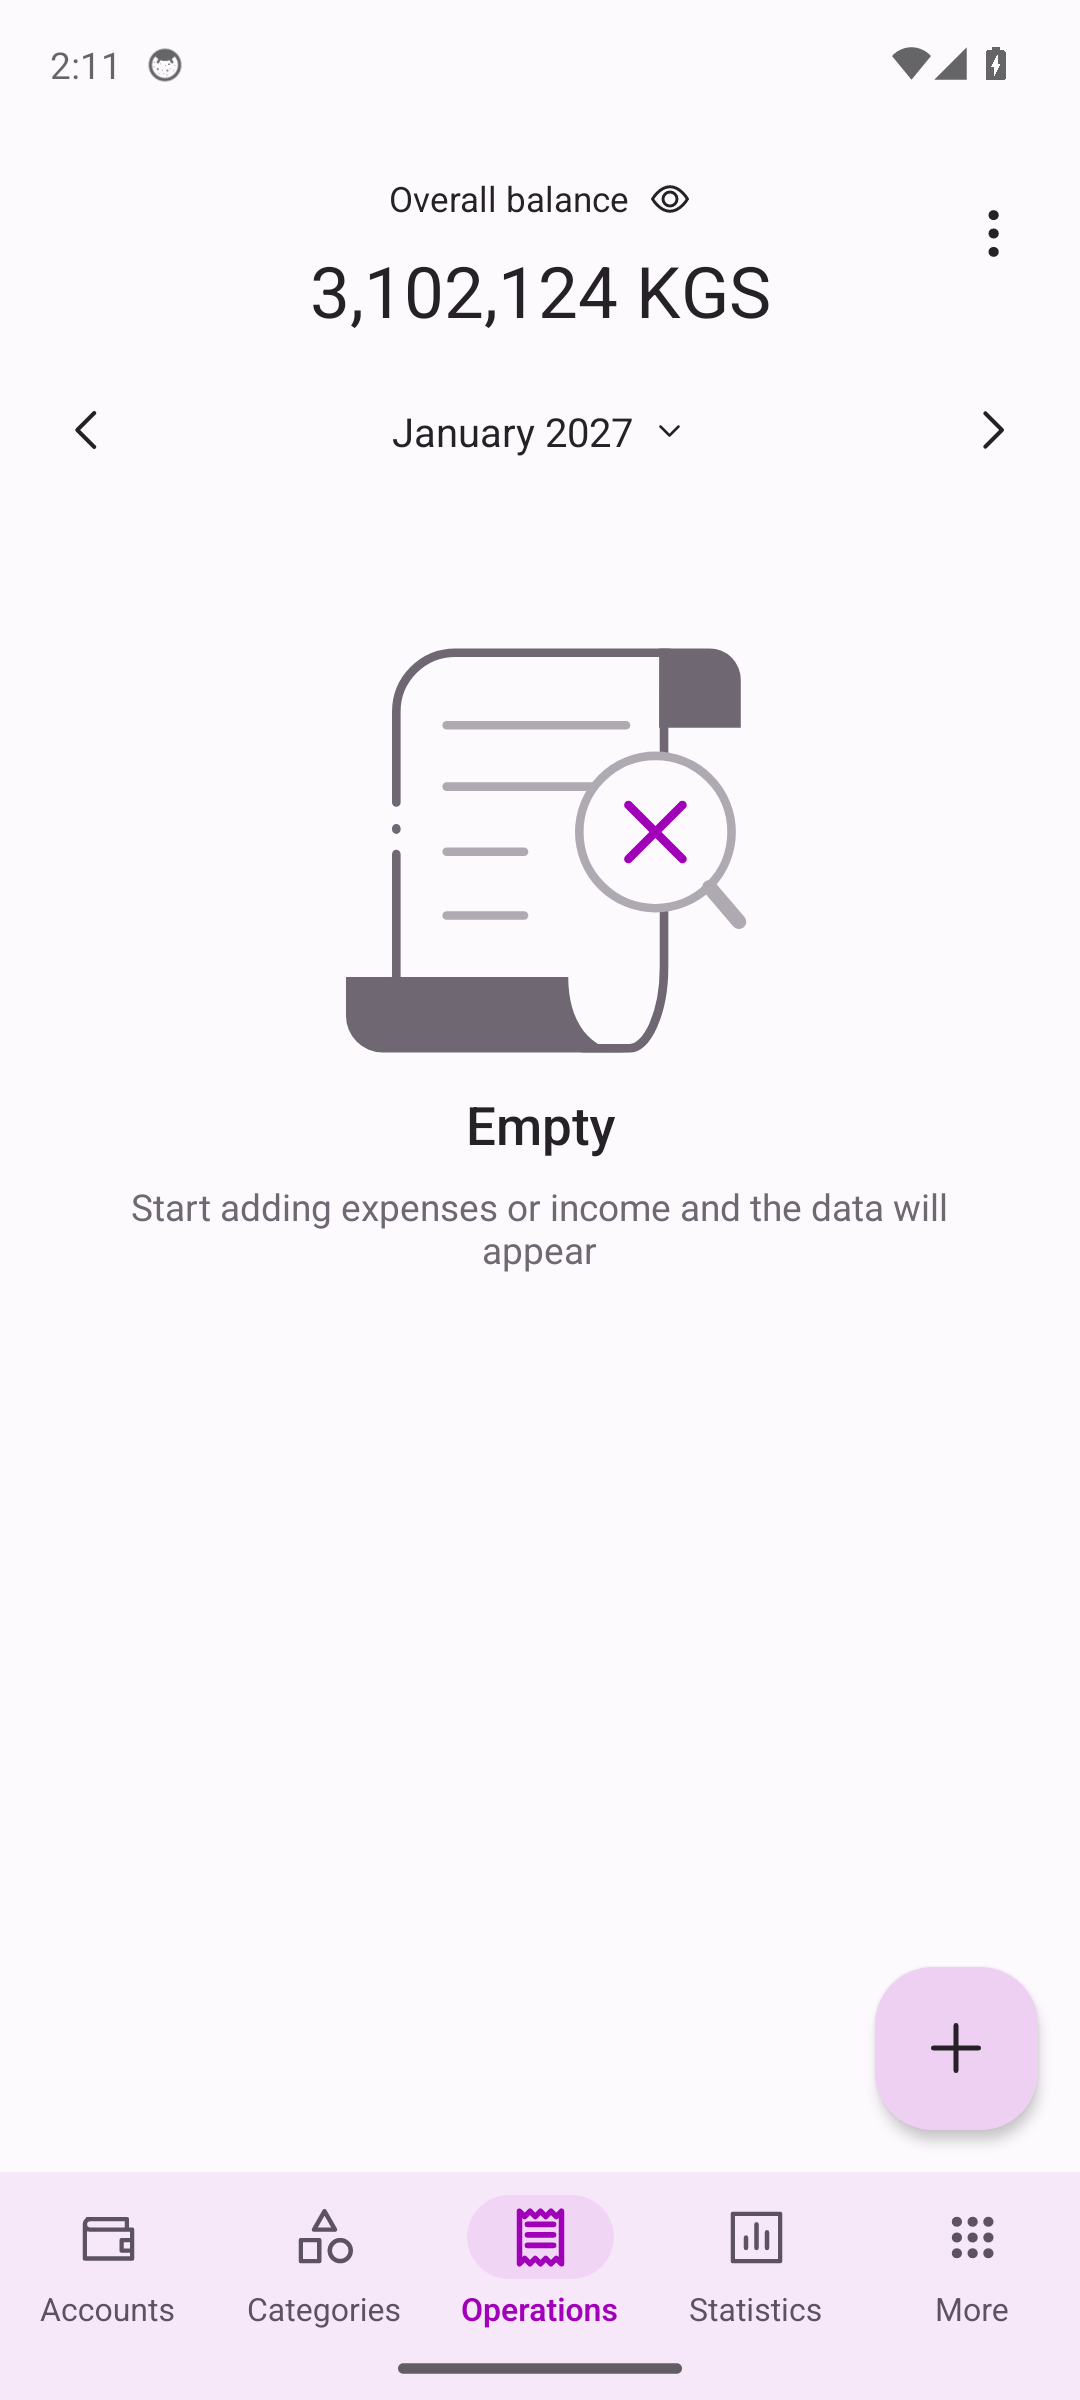 2:11
Overall balance
3,102,124 KGS
January 2027
Empty
Start adding expenses or income and the data will
appear
Accounts
Categories
Operations
Statistics
More